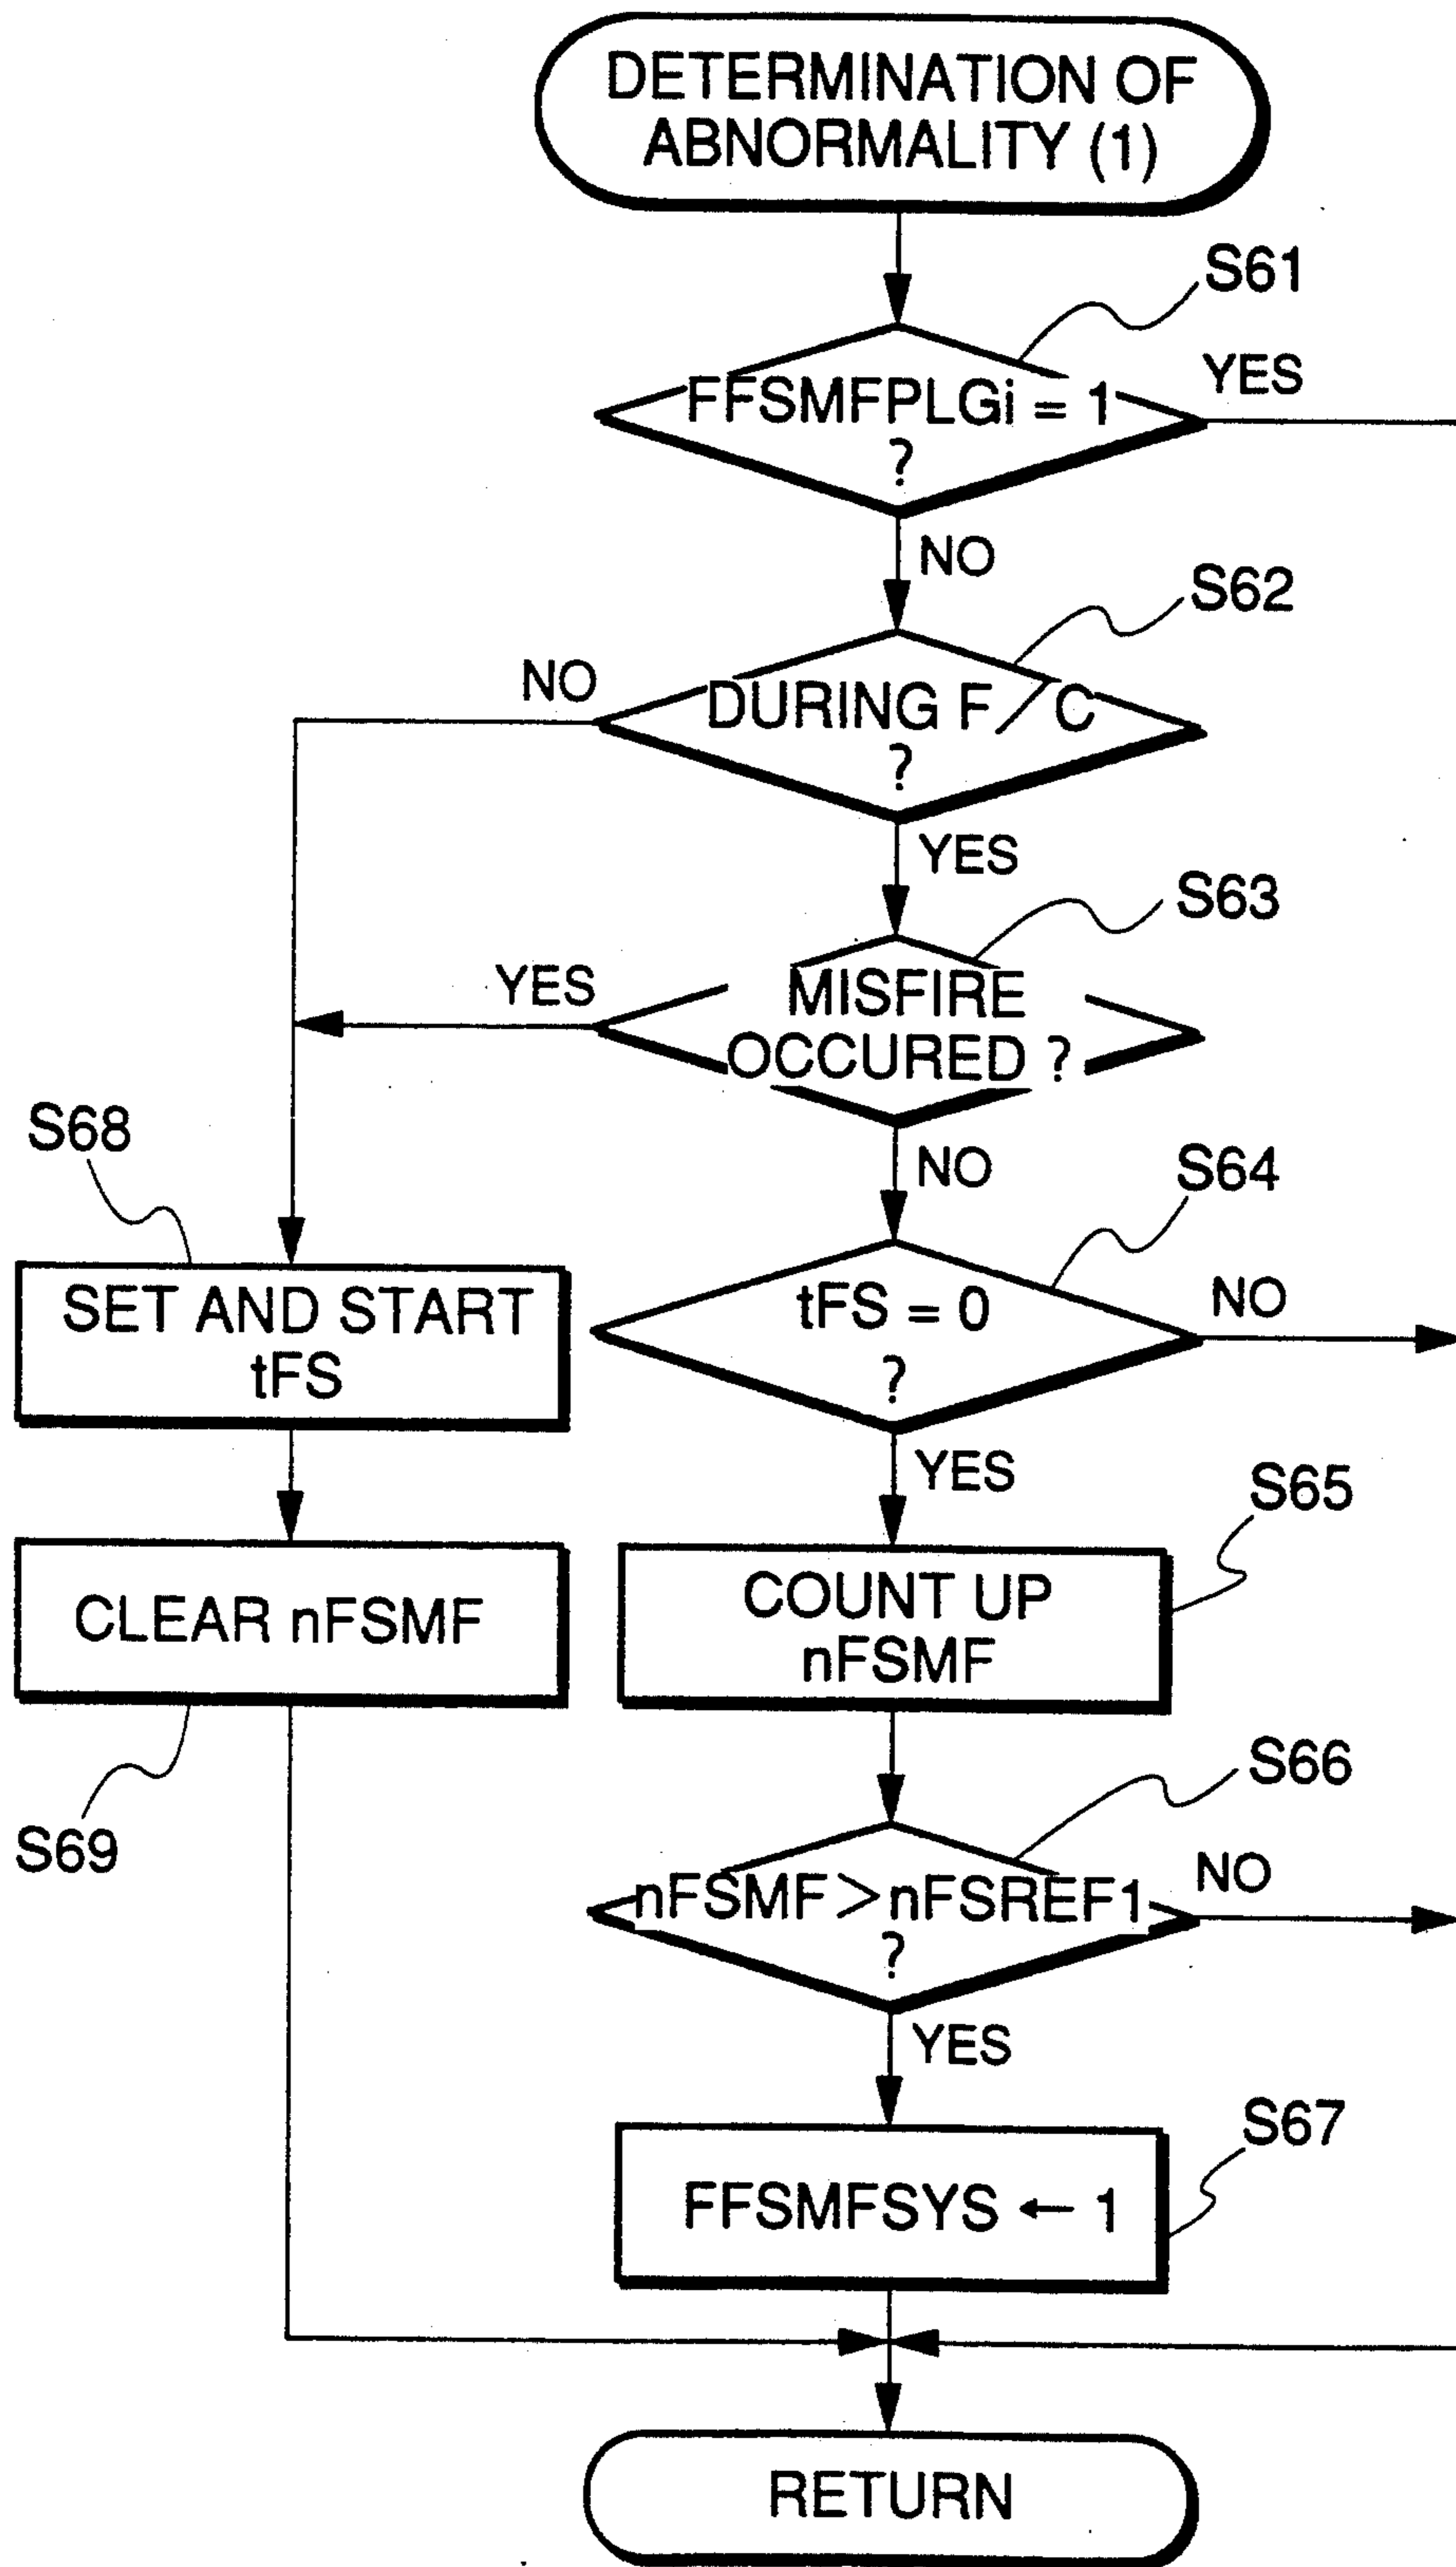 DETERMINATION OF
ABNORMALITY (1)
S61
FFSMFPLGi = 1
?
YES
NO
S62
NO
DURING F/C
?
YES
S63
YES
MISFIRE
OCCURED ?
NO
S68
S64
SET AND START
tFS
tFS = 0
?
NO
YES
S65
CLEAR nFSMF
COUNT UP
nFSMF
S69
S66
nFSMF > nFSREF1
?
NO
YES
S67
FFSMFSYS ← 1
RETURN